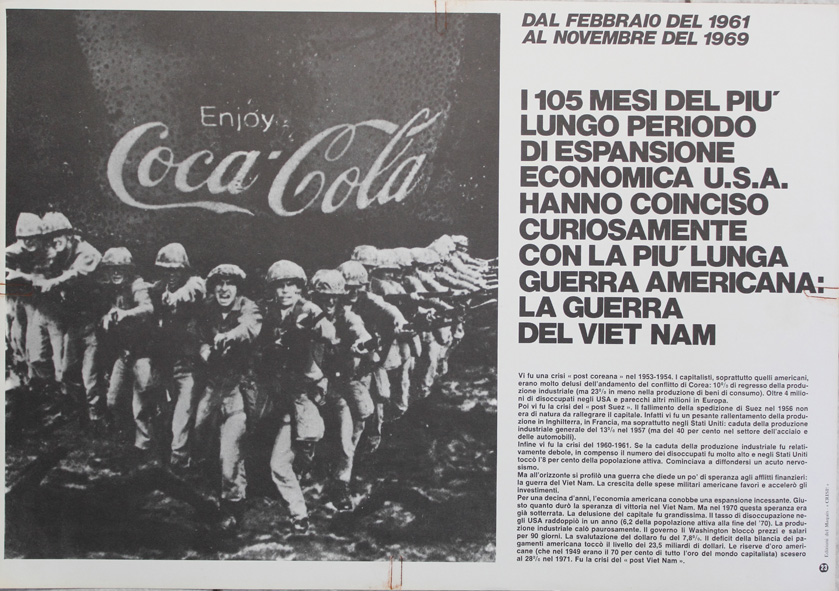 DAL FEBBRAIO DEL 1961
AL NOVEMBRE DEL 1969
Enjoy
Coca-Cola
I 105 MESI DEL PIU´
LUNGO PERIODO
DI ESPANSIONE
ECONOMICA U.S.A.
HANNO COINCISO
CURIOSAMENTE
CON LA PIU´ LUNGA
GUERRA AMERICANA:
LA GUERRA
DEL VIET NAM
Vi fu una crisi « post coreana » nel 1953-1954. I capitalisti, soprattutto quelli americani,
erano molto delusi dell'andamento del conflitto di Corea: 10% di regresso della produ-
zione industriale (ma 23% in meno nella produzione di beni di consumo). Oltre 4 milio-
ni di disoccupati negli USA e parecchi altri milioni in Europa.
Poi vi fu la crisi del « post Suez ». Il fallimento della spedizione di Suez nel 1956 non
era di natura da rallegrare il capitale. Infatti vi fu un pesante rallentamento della produ-
zione in Inghilterra, in Francia, ma soprattutto negli Stati Uniti: caduta della produzione
industriale generale del 13% nel 1957 (ma del 40 per cento nel settore dell'acciaio e
delle automobili).
Infine vi fu la crisi del 1960-1961. Se la caduta della produzione industriale fu relati-
vamente debole, in compenso il numero dei disoccupati fu molto alto e negli Stati Uniti
toccò l'8 per cento della popolazione attiva. Cominciava a diffondersi un acuto nervo-
sismo.
Ma all'orizzonte si profilò una guerra che diede un po' di speranza agli afflitti finanzieri:
la guerra del Viet Nam. La crescita delle spese militari americane favorì e accelerò gli
investimenti.
Per una decina d'anni, l'economia americana conobbe una espansione incessante. Giu-
sto quanto durò la speranza di vittoria nel Viet Nam. Ma nel 1970 questa speranza era
già sotterrata. La delusione del capitale fu grandissima. Il tasso di disoccupazione ne-
gli USA raddoppiò in un anno (6,2 della popolazione attiva alla fine del '70). La produ-
zione industriale calò paurosamente. Il governo li Washington bloccò prezzi e salari
per 90 giorni. La svalutazione del dollaro fu del 7,8%. Il deficit della bilancia dei pa-
gamenti americana toccò il livello dei 23,5 miliardi di dollari. Le riserve d'oro ameri-
cane (che nel 1949 erano il 70 per cento di tutto l'oro del mondo capitalista) scesero
al 28% nel 1971. Fu la crisi del « post Viet Nam ».
23